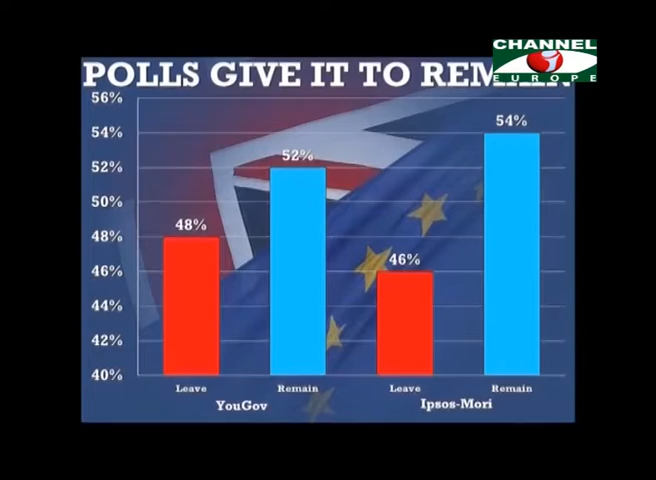 CHANNEL
i
EUROPE
POLLS GIVE IT TO REMAIN
56%
54%
52%
50%
48%
46%
44%
42%
40%
48%
52%
46%
54%
Leave Remain Leave Remain
YouGov Ipsos-Mori